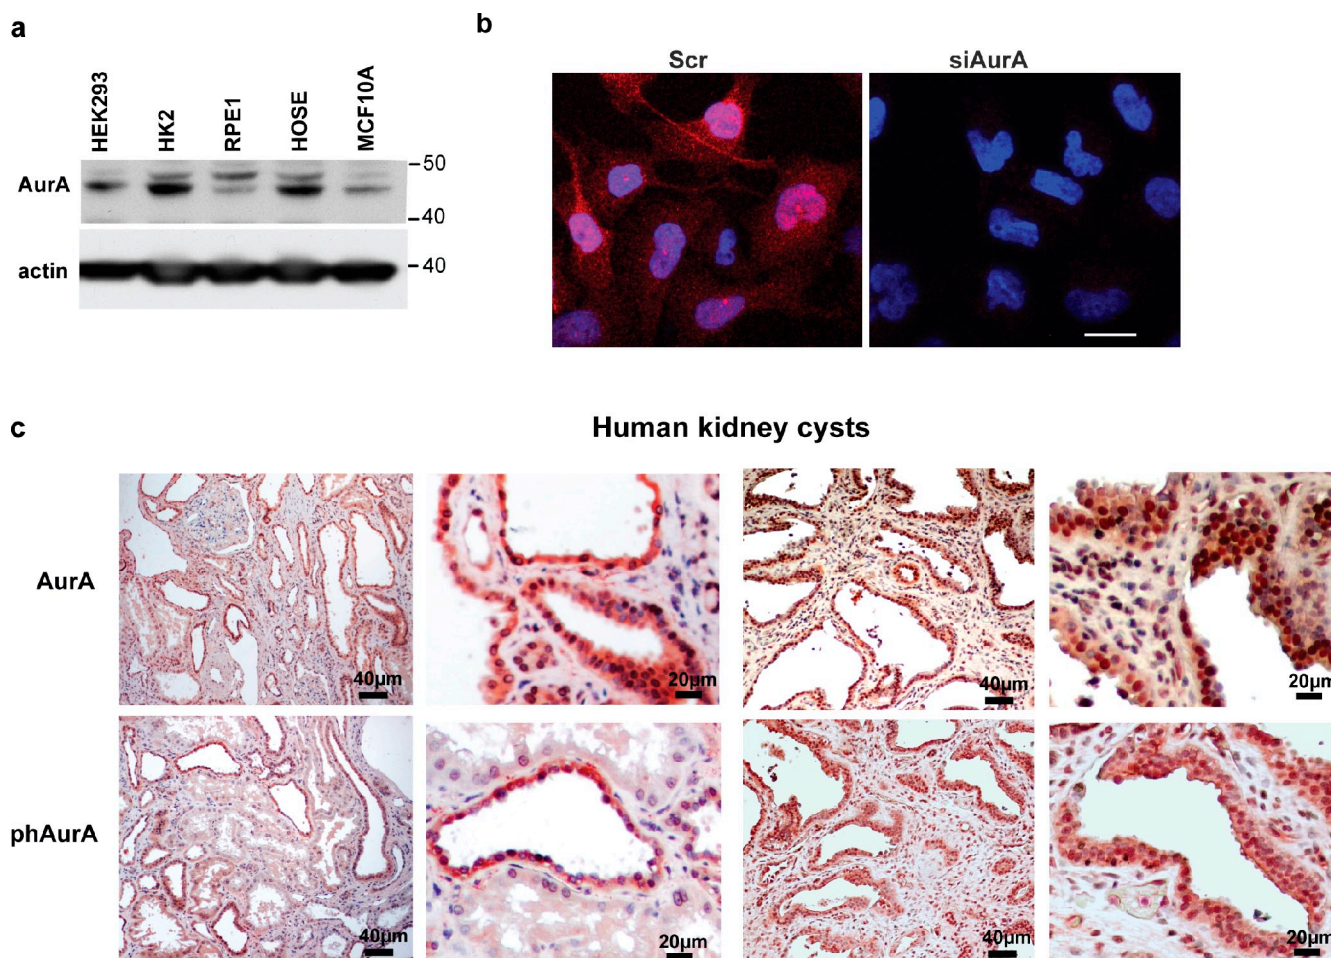 a
HEK293
HK2
RPE1
HOSE
MCF10A
AurA
50
40
actin
40
b
Scr
siAurA
c
Human kidney cysts
AurA
40µm
20µm
40µm
20µm
phAurA
40µm
20µm
40µm
20µm